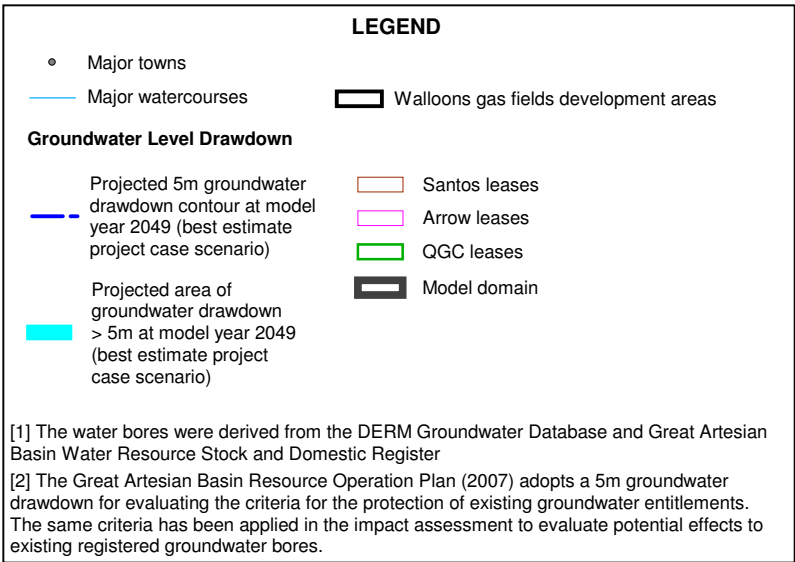 LEGEND
Major towns
Major watercourses
Walloons gas fields development areas
Groundwater Level Drawdown
Projected 5m groundwater
drawdown contour at model
year 2049 (best estimate
project case scenario)
Projected area of
groundwater drawdown
> 5m at model year 2049
(best estimate project
case scenario)
Santos leases
Arrow leases
QGC leases
Model domain
[1] The water bores were derived from the DERM Groundwater Database and Great Artesian
Basin Water Resource Stock and Domestic Register
[2] The Great Artesian Basin Resource Operation Plan (2007) adopts a 5m groundwater
drawdown for evaluating the criteria for the protection of existing groundwater entitlements.
The same criteria has been applied in the impact assessment to evaluate potential effects to
existing registered groundwater bores.